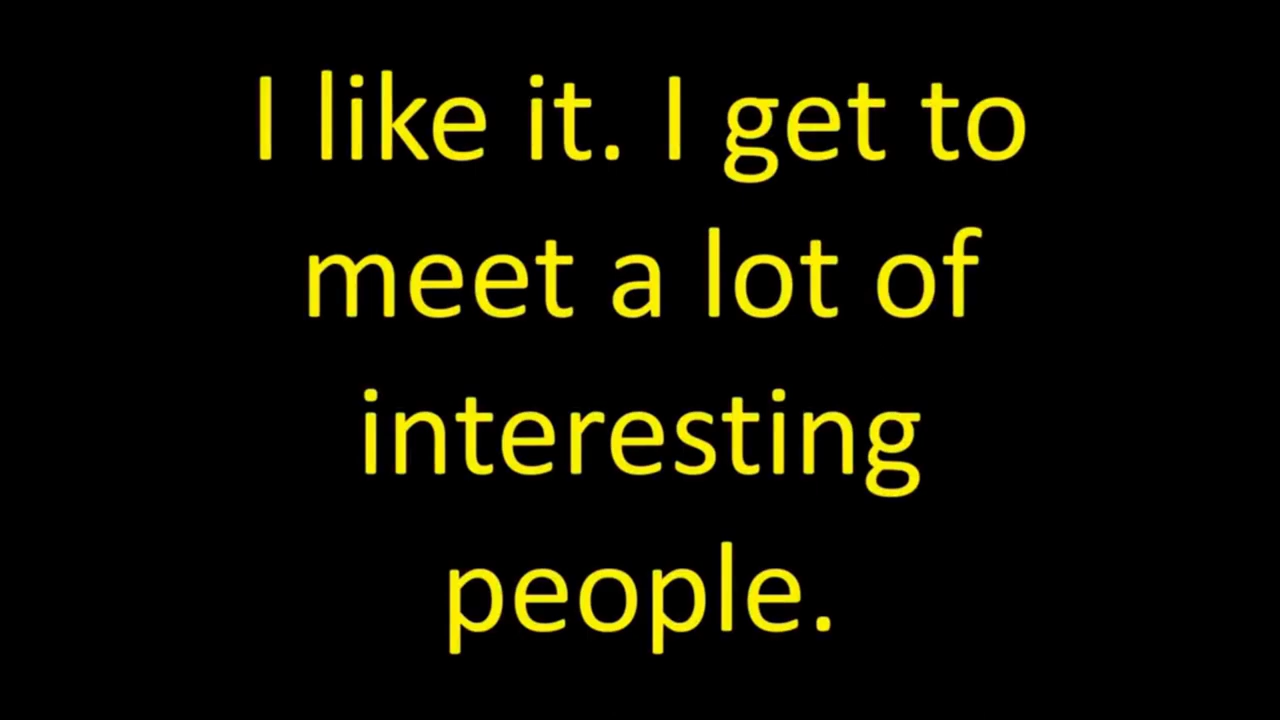 I like it. I get to
meet a lot of
interesting
people.